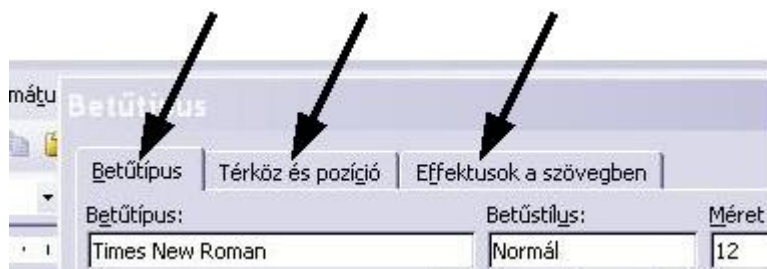 mátu
Betűtípus
Betűtípus Térköz és pozíció Effektusok a szövegben
Betűtípus: Betűstílus: Méret
Times New Roman Normál 12